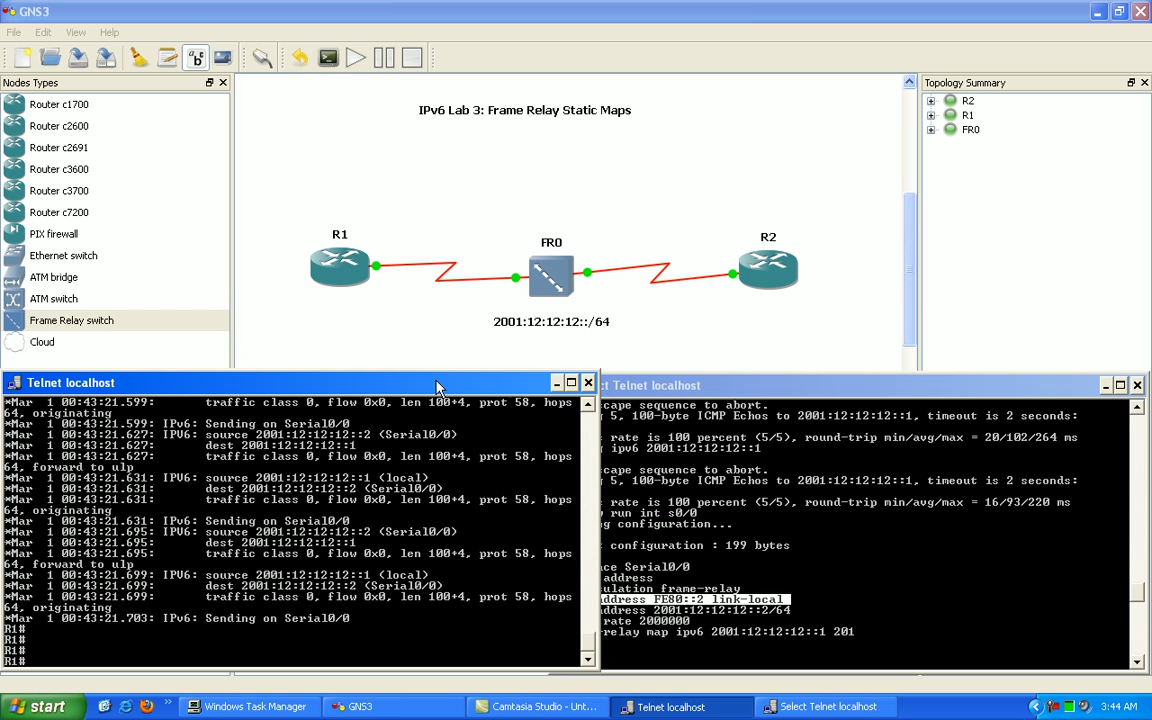 GNS3
File Edit View Help
Nodes Types
Router c1700
Router c2600
Router c2691
Router c3600
Router c3700
Router c7200
PIX firewall
Ethernet switch
ATM bridge
ATM switch
Frame Relay switch
Cloud
IPv6 Lab 3: Frame Relay Static Maps
R1
FR0
R2
2001:12:12:12::/64
Topology Summary
R2
R1
FR0
Telnet localhost
*Mar  1 00:43:21.599:       traffic class 0, flow 0x0, len 100+4, prot 58, hops
64, originating
*Mar  1 00:43:21.599: IPv6: Sending on Serial0/0
*Mar  1 00:43:21.627: IPV6: source 2001:12:12:12::2 (Serial0/0)
*Mar  1 00:43:21.627:       dest 2001:12:12:12::1
*Mar  1 00:43:21.627:       traffic class 0, flow 0x0, len 100+4, prot 58, hops
64, forward to ulp
*Mar  1 00:43:21.631: IPV6: source 2001:12:12:12::1 (local)
*Mar  1 00:43:21.631:       dest 2001:12:12:12::2 (Serial0/0)
*Mar  1 00:43:21.631:       traffic class 0, flow 0x0, len 100+4, prot 58, hops
64, originating
*Mar  1 00:43:21.631: IPv6: Sending on Serial0/0
*Mar  1 00:43:21.695: IPV6: source 2001:12:12:12::2 (Serial0/0)
*Mar  1 00:43:21.695:       dest 2001:12:12:12::1
*Mar  1 00:43:21.695:       traffic class 0, flow 0x0, len 100+4, prot 58, hops
64, forward to ulp
*Mar  1 00:43:21.699: IPV6: source 2001:12:12:12::1 (local)
*Mar  1 00:43:21.699:       dest 2001:12:12:12::2 (Serial0/0)
*Mar  1 00:43:21.699:       traffic class 0, flow 0x0, len 100+4, prot 58, hops
64, originating
*Mar  1 00:43:21.703: IPv6: Sending on Serial0/0
R1#
R1#
R1#
ct Telnet localhost
cape sequence to abort.
g 5, 100-byte ICMP Echos to 2001:12:12:12::1, timeout is 2 seconds:
rate is 100 percent (5/5), round-trip min/avg/max = 20/102/264 ms
g ipv6 2001:12:12:12::1
cape sequence to abort.
g 5, 100-byte ICMP Echos to 2001:12:12:12::1, timeout is 2 seconds:
rate is 100 percent (5/5), round-trip min/avg/max = 16/93/220 ms
w run int s0/0
g configuration...
configuration : 199 bytes
ce Serial0/0
address
ulation frame-relay
ddress FE80::2 link-local
ddress 2001:12:12:12::2/64
rate 2000000
relay map ipv6 2001:12:12:12::1 201
start
Windows Task Manager
GNS3
Camtasia Studio - Unt...
Telnet localhost
Select Telnet localhost
3:44 AM